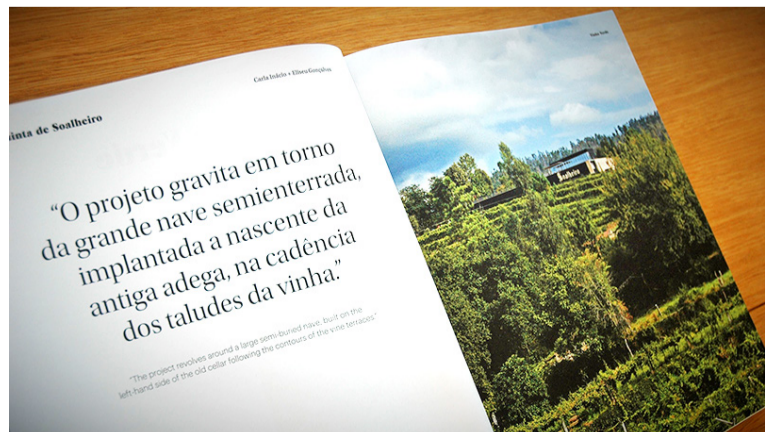 inta de Soalheiro
Carla Inácio + Eliseu Gonçalves
“O projeto gravita em torno
da grande nave semienterrada,
implantada a nascente da
antiga adega, na cadência
dos taludes da vinha.”
“The project revolves around a large semi-buried nave, built on the
left-hand side of the old cellar following the contours of the vine terraces”
Soalheiro